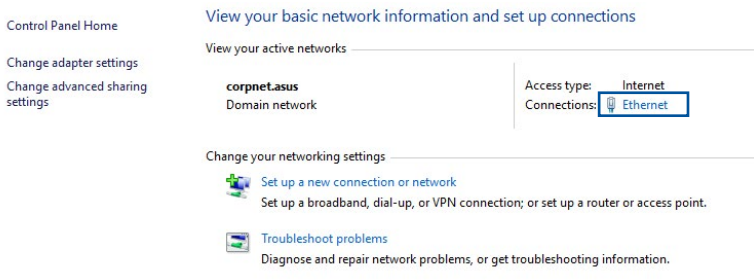 View your basic network information and set up connections
Control Panel Home
View your active networks
Change adapter settings
Change advanced sharing
settings
corpnet.asus
Domain network
Access type: Internet
Connections: Ethernet
Change your networking settings
Set up a new connection or network
Set up a broadband, dial-up, or VPN connection; or set up a router or access point.
Troubleshoot problems
Diagnose and repair network problems, or get troubleshooting information.